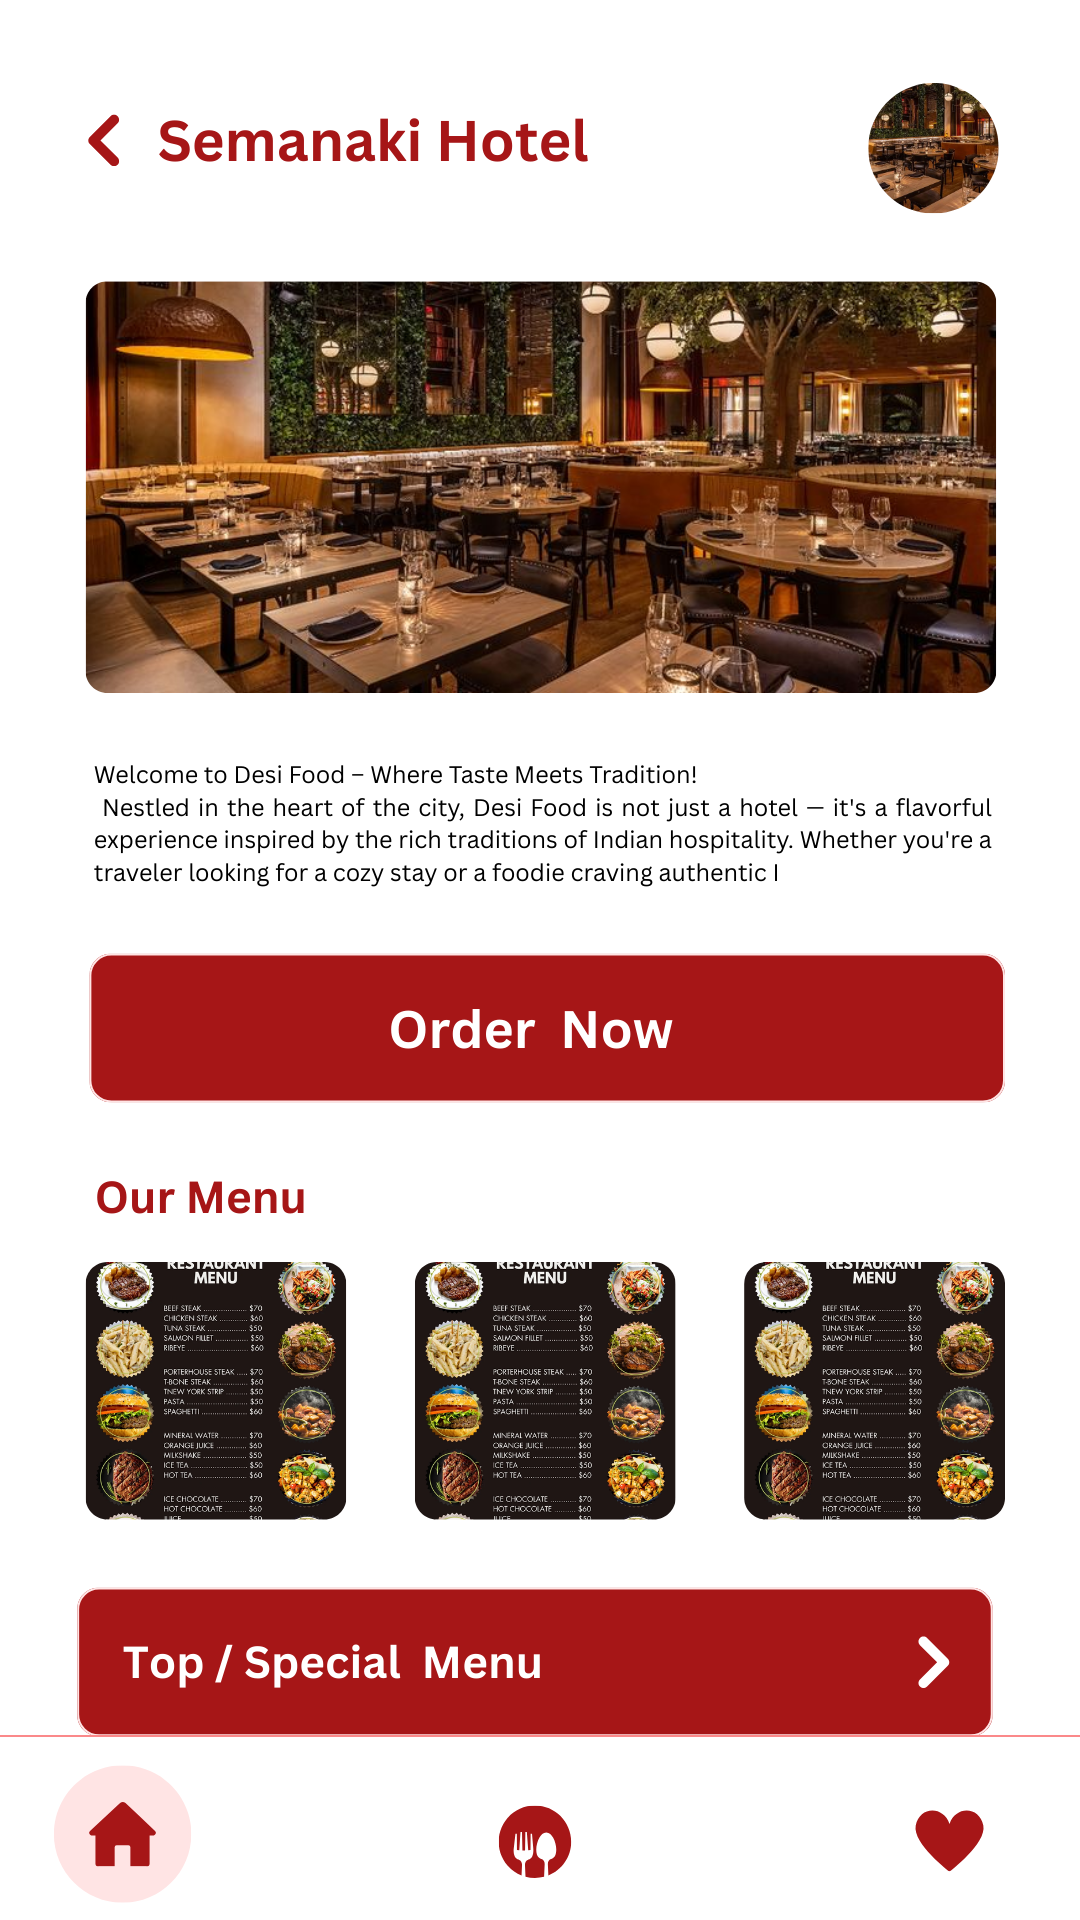 Semanaki Hotel
Welcome to Desi Food – Where Taste Meets Tradition!
Nestled in the heart of the city, Desi Food is not just a hotel — it's a flavorful
experience inspired by the rich traditions of Indian hospitality. Whether you're a
traveler looking for a cozy stay or a foodie craving authentic I
Order Now
Our Menu
RESTAURANT
MENU
BEEF STEAK .................... $70
CHICKEN STEAK ............ $60
TUNA STEAK .................. $50
SALMON FILLET .............. $50
RIBEYE ............................ $60
PORTERHOUSE STEAK .... $70
T-BONE STEAK ............... $60
TNEW YORK STRIP ......... $50
PASTA ............................. $50
SPAGHETTI ..................... $60
MINERAL WATER ........... $70
ORANGE JUICE ............. $60
MILKSHAKE .................... $50
ICE TEA .......................... $50
HOT TEA ........................ $60
ICE CHOCOLATE ........... $70
HOT CHOCOLATE ......... $60
JUICE ............................ $50
RESTAURANT
MENU
BEEF STEAK .................... $70
CHICKEN STEAK ............ $60
TUNA STEAK .................. $50
SALMON FILLET .............. $50
RIBEYE ............................ $60
PORTERHOUSE STEAK .... $70
T-BONE STEAK ............... $60
TNEW YORK STRIP ......... $50
PASTA ............................. $50
SPAGHETTI ..................... $60
MINERAL WATER ........... $70
ORANGE JUICE ............. $60
MILKSHAKE .................... $50
ICE TEA .......................... $50
HOT TEA ........................ $60
ICE CHOCOLATE ........... $70
HOT CHOCOLATE ......... $60
JUICE ............................ $50
RESTAURANT
MENU
BEEF STEAK .................... $70
CHICKEN STEAK ............ $60
TUNA STEAK .................. $50
SALMON FILLET .............. $50
RIBEYE ............................ $60
PORTERHOUSE STEAK .... $70
T-BONE STEAK ............... $60
TNEW YORK STRIP ......... $50
PASTA ............................. $50
SPAGHETTI ..................... $60
MINERAL WATER ........... $70
ORANGE JUICE ............. $60
MILKSHAKE .................... $50
ICE TEA .......................... $50
HOT TEA ........................ $60
ICE CHOCOLATE ........... $70
HOT CHOCOLATE ......... $60
JUICE ............................ $50
Top / Special Menu